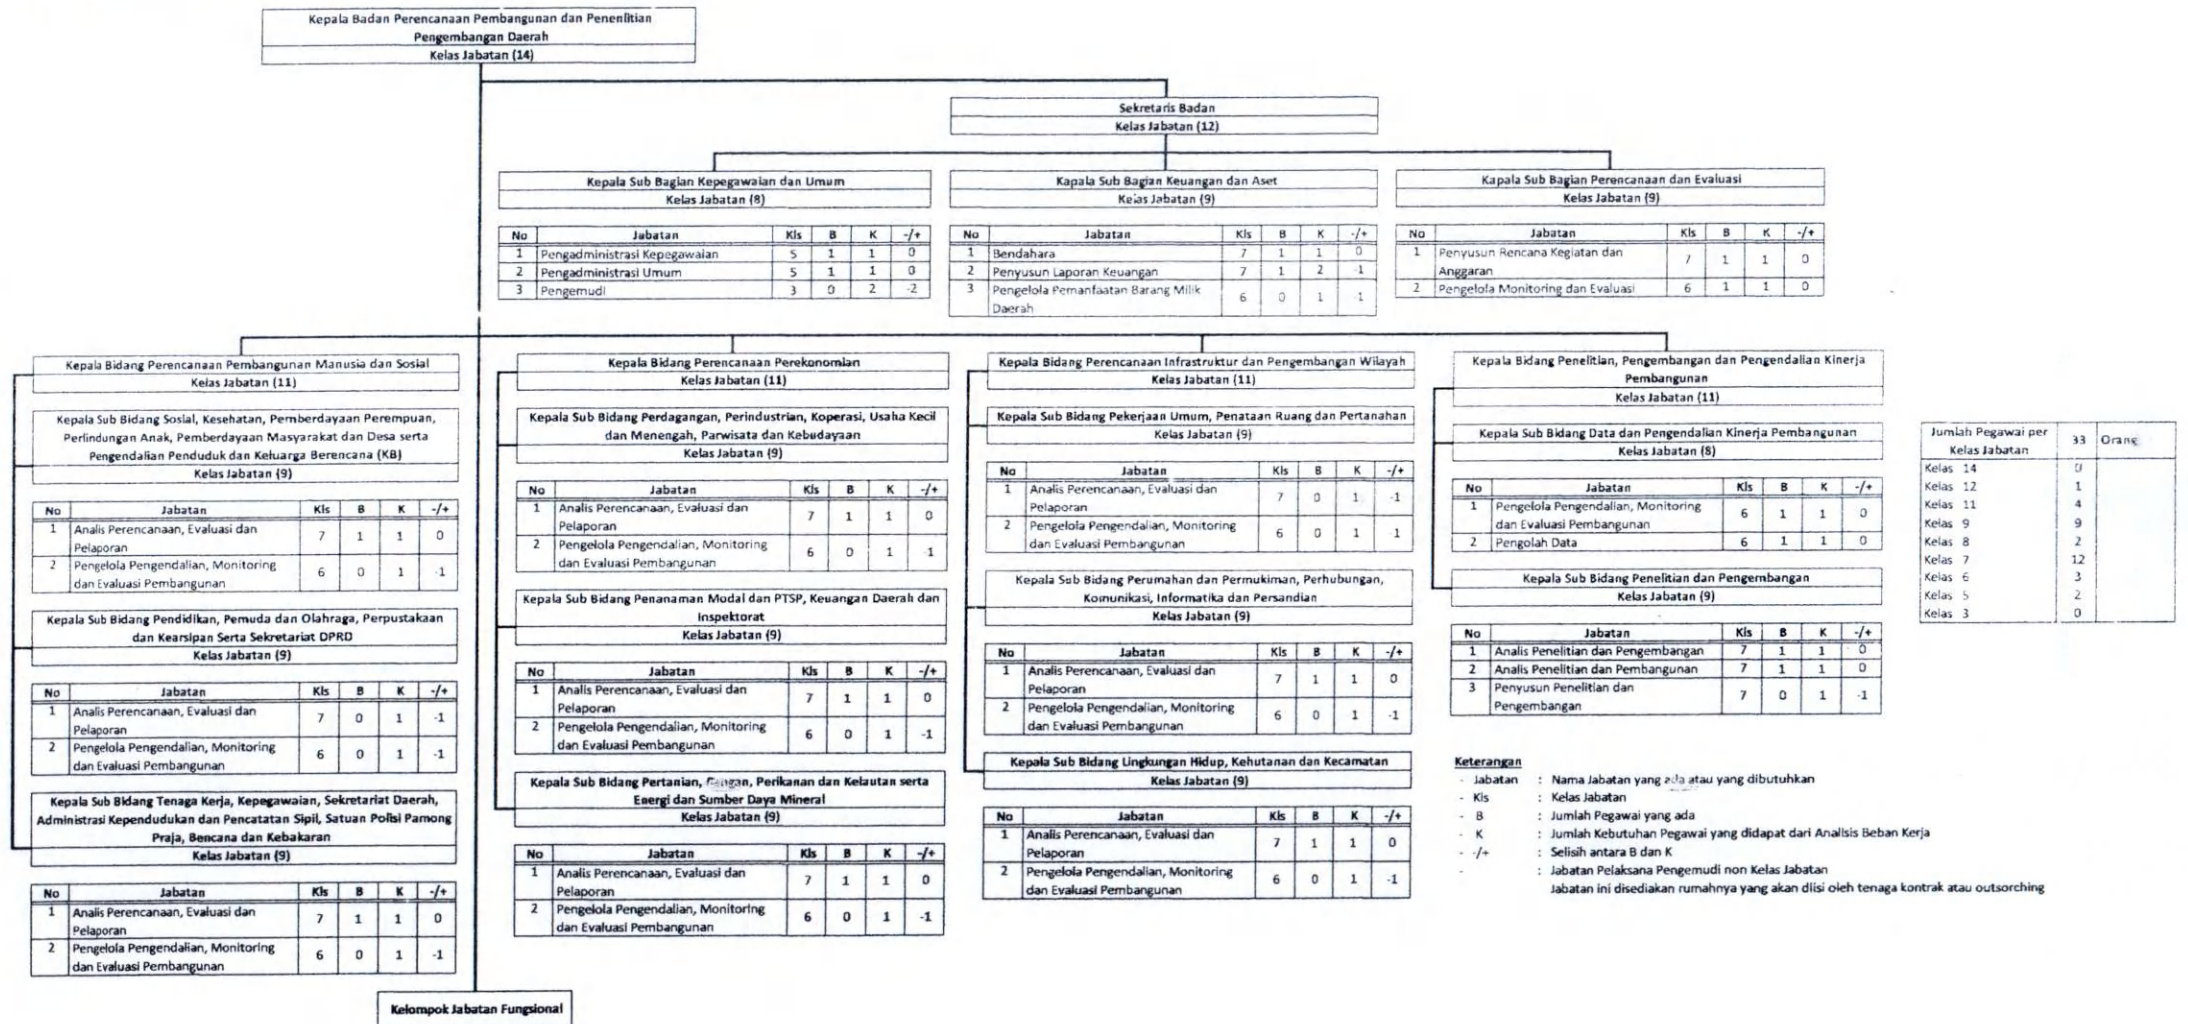 Kepala Badan Perencanaan Pembangunan dan Penenlitian
Pengembangan Daerah
Kelas Jabatan (14)
Sekretaris Badan
Kelas Jabatan (12)
Kepala Sub Bagian Kepegawaian dan Umum
Kelas Jabatan (8)
No Jabatan Kls B K -/+
1 Pengadministrasi Kepegawaian 5 1 1 0
2 Pengadministrasi Umum 5 1 1 0
3 Pengemudi 3 0 2 -2
Kapala Sub Bagian Keuangan dan Aset
Kelas Jabatan (9)
No Jabatan Kls B K -/+
1 Bendahara 7 1 1 0
2 Penyusun Laporan Keuangan 7 1 2 -1
3 Pengelola Pemanfaatan Barang Milik
Daerah 6 0 1 -1
Kapala Sub Bagian Perencanaan dan Evaluasi
Kelas Jabatan (9)
No Jabatan Kls B K -/+
1 Penyusun Rencana Kegiatan dan
Anggaran 7 1 1 0
2 Pengelola Monitoring dan Evaluasi 6 1 1 0
Kepala Bidang Perencanaan Pembangunan Manusia dan Sosial
Kelas Jabatan (11)
Kepala Sub Bidang Sosial, Kesehatan, Pemberdayaan Perempuan,
Perlindungan Anak, Pemberdayaan Masyarakat dan Desa serta
Pengendalian Penduduk dan Keluarga Berencana (KB)
Kelas Jabatan (9)
No Jabatan Kls B K -/+
1 Analis Perencanaan, Evaluasi dan
Pelaporan 7 1 1 0
2 Pengelola Pengendalian, Monitoring
dan Evaluasi Pembangunan 6 0 1 -1
Kepala Sub Bidang Pendidikan, Pemuda dan Olahraga, Perpustakaan
dan Kearsipan Serta Sekretariat DPRD
Kelas Jabatan (9)
No Jabatan Kls B K -/+
1 Analis Perencanaan, Evaluasi dan
Pelaporan 7 0 1 -1
2 Pengelola Pengendalian, Monitoring
dan Evaluasi Pembangunan 6 0 1 -1
Kepala Sub Bidang Tenaga Kerja, Kepegawaian, Sekretariat Daerah,
Administrasi Kependudukan dan Pencatatan Sipil, Satuan Polisi Pamong
Praja, Bencana dan Kebakaran
Kelas Jabatan (9)
No Jabatan Kls B K -/+
1 Analis Perencanaan, Evaluasi dan
Pelaporan 7 1 1 0
2 Pengelola Pengendalian, Monitoring
dan Evaluasi Pembangunan 6 0 1 -1
Kepala Bidang Perencanaan Perekonomian
Kelas Jabatan (11)
Kepala Sub Bidang Perdagangan, Perindustrian, Koperasi, Usaha Kecil
dan Menengah, Parwisata dan Kebudayaan
Kelas Jabatan (9)
No Jabatan Kls B K -/+
1 Analis Perencanaan, Evaluasi dan
Pelaporan 7 1 1 0
2 Pengelola Pengendalian, Monitoring
dan Evaluasi Pembangunan 6 0 1 -1
Kepala Sub Bidang Penanaman Modal dan PTSP, Keuangan Daerah dan
Inspektorat
Kelas Jabatan (9)
No Jabatan Kls B K -/+
1 Analis Perencanaan, Evaluasi dan
Pelaporan 7 1 1 0
2 Pengelola Pengendalian, Monitoring
dan Evaluasi Pembangunan 6 0 1 -1
Kepala Sub Bidang Pertanian, Perikanan dan Kelautan serta
Energi dan Sumber Daya Mineral
Kelas Jabatan (9)
No Jabatan Kls B K -/+
1 Analis Perencanaan, Evaluasi dan
Pelaporan 7 1 1 0
2 Pengelola Pengendalian, Monitoring
dan Evaluasi Pembangunan 6 0 1 -1
Kepala Bidang Perencanaan Infrastruktur dan Pengembangan Wilayah
Kelas Jabatan (11)
Kepala Sub Bidang Pekerjaan Umum, Penataan Ruang dan Pertanahan
Kelas Jabatan (9)
No Jabatan Kls B K -/+
1 Analis Perencanaan, Evaluasi dan
Pelaporan 7 0 1 -1
2 Pengelola Pengendalian, Monitoring
dan Evaluasi Pembangunan 6 0 1 -1
Kepala Sub Bidang Perumahan dan Permukiman, Perhubungan,
Komunikasi, Informatika dan Persandian
Kelas Jabatan (9)
No Jabatan Kls B K -/+
1 Analis Perencanaan, Evaluasi dan
Pelaporan 7 1 1 0
2 Pengelola Pengendalian, Monitoring
dan Evaluasi Pembangunan 6 0 1 -1
Kepala Sub Bidang Lingkungan Hidup, Kehutanan dan Kecamatan
Kelas Jabatan (9)
No Jabatan Kls B K -/+
1 Analis Perencanaan, Evaluasi dan
Pelaporan 7 1 1 0
2 Pengelola Pengendalian, Monitoring
dan Evaluasi Pembangunan 6 0 1 -1
Kepala Bidang Penelitian, Pengembangan dan Pengendalian Kinerja
Pembangunan
Kelas Jabatan (11)
Kepala Sub Bidang Data dan Pengendalian Kinerja Pembangunan
Kelas Jabatan (8)
No Jabatan Kls B K -/+
1 Pengelola Pengendalian, Monitoring
dan Evaluasi Pembangunan 6 1 1 0
2 Pengolah Data 6 1 1 0
Kepala Sub Bidang Penelitian dan Pengembangan
Kelas Jabatan (9)
No Jabatan Kls B K -/+
1 Analis Penelitian dan Pengembangan 7 1 1 0
2 Analis Penelitian dan Pembangunan 7 1 1 0
3 Penyusun Penelitian dan
Pengembangan 7 0 1 -1
Jumlah Pegawai per
Kelas Jabatan 33 Orang
Kelas 14 0
Kelas 12 1
Kelas 11 4
Kelas 9 9
Kelas 8 2
Kelas 7 12
Kelas 6 3
Kelas 5 2
Kelas 3 0
Keterangan
- Jabatan : Nama Jabatan yang ada atau yang dibutuhkan
- Kls : Kelas Jabatan
- B : Jumlah Pegawai yang ada
- K : Jumlah Kebutuhan Pegawai yang didapat dari Analisis Beban Kerja
- -/+ : Selisih antara B dan K
- : Jabatan Pelaksana Pengemudi non Kelas Jabatan
Jabatan ini disediakan rumahnya yang akan diisi oleh tenaga kontrak atau outsorching
Kelompok Jabatan Fungsional